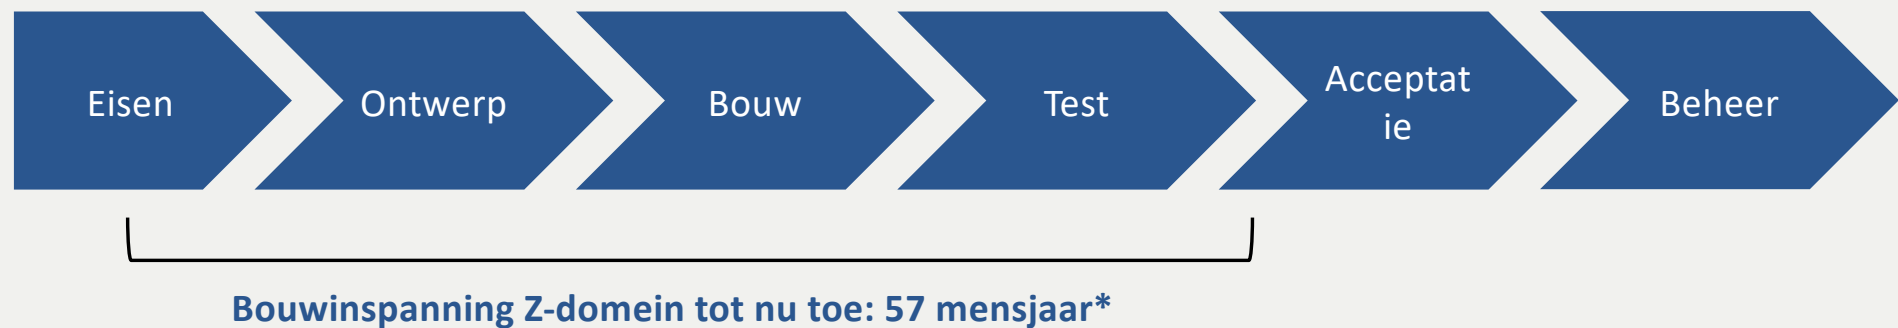 Eisen
Ontwerp
Bouw
Test
Acceptat
ie
Beheer
Bouwinspanning Z-domein tot nu toe: 57 mensjaar*